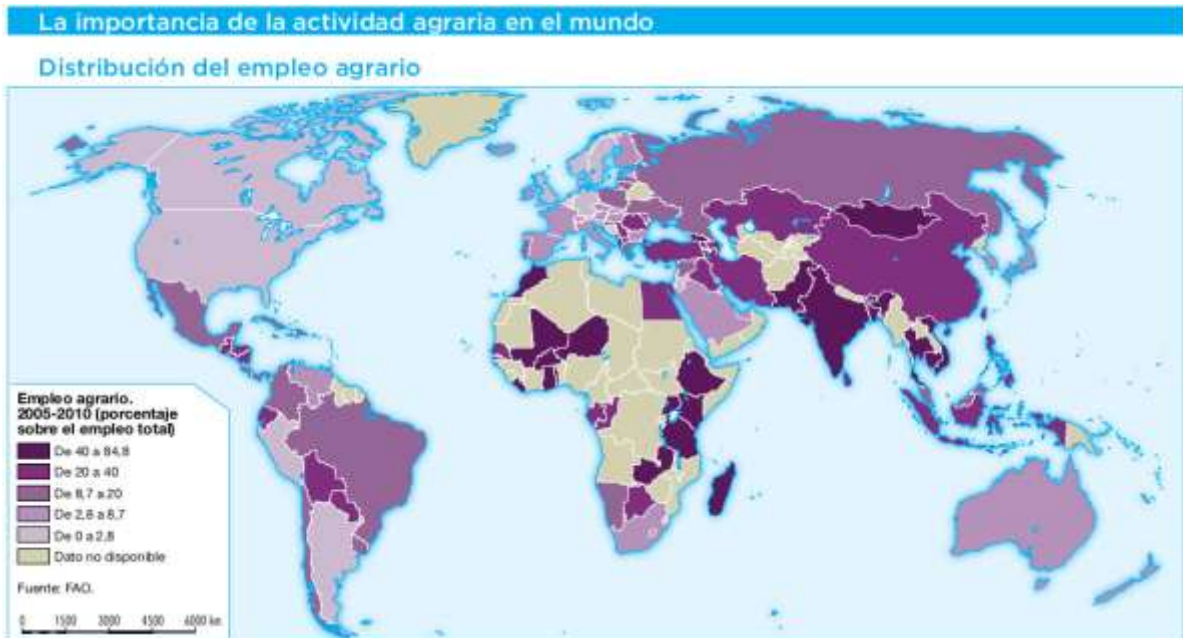 La importancia de la actividad agraria en el mundo
Distribución del empleo agrario
Empleo agrario.
2005-2010 (porcentaje
sobre el empleo total)
De 40 a 84,8
De 20 a 40
De 8,7 a 20
De 2,8 a 8,7
De 0 a 2,8
Dato no disponible
Fuente: FAO.
0 1500 3000 4500 6000 km